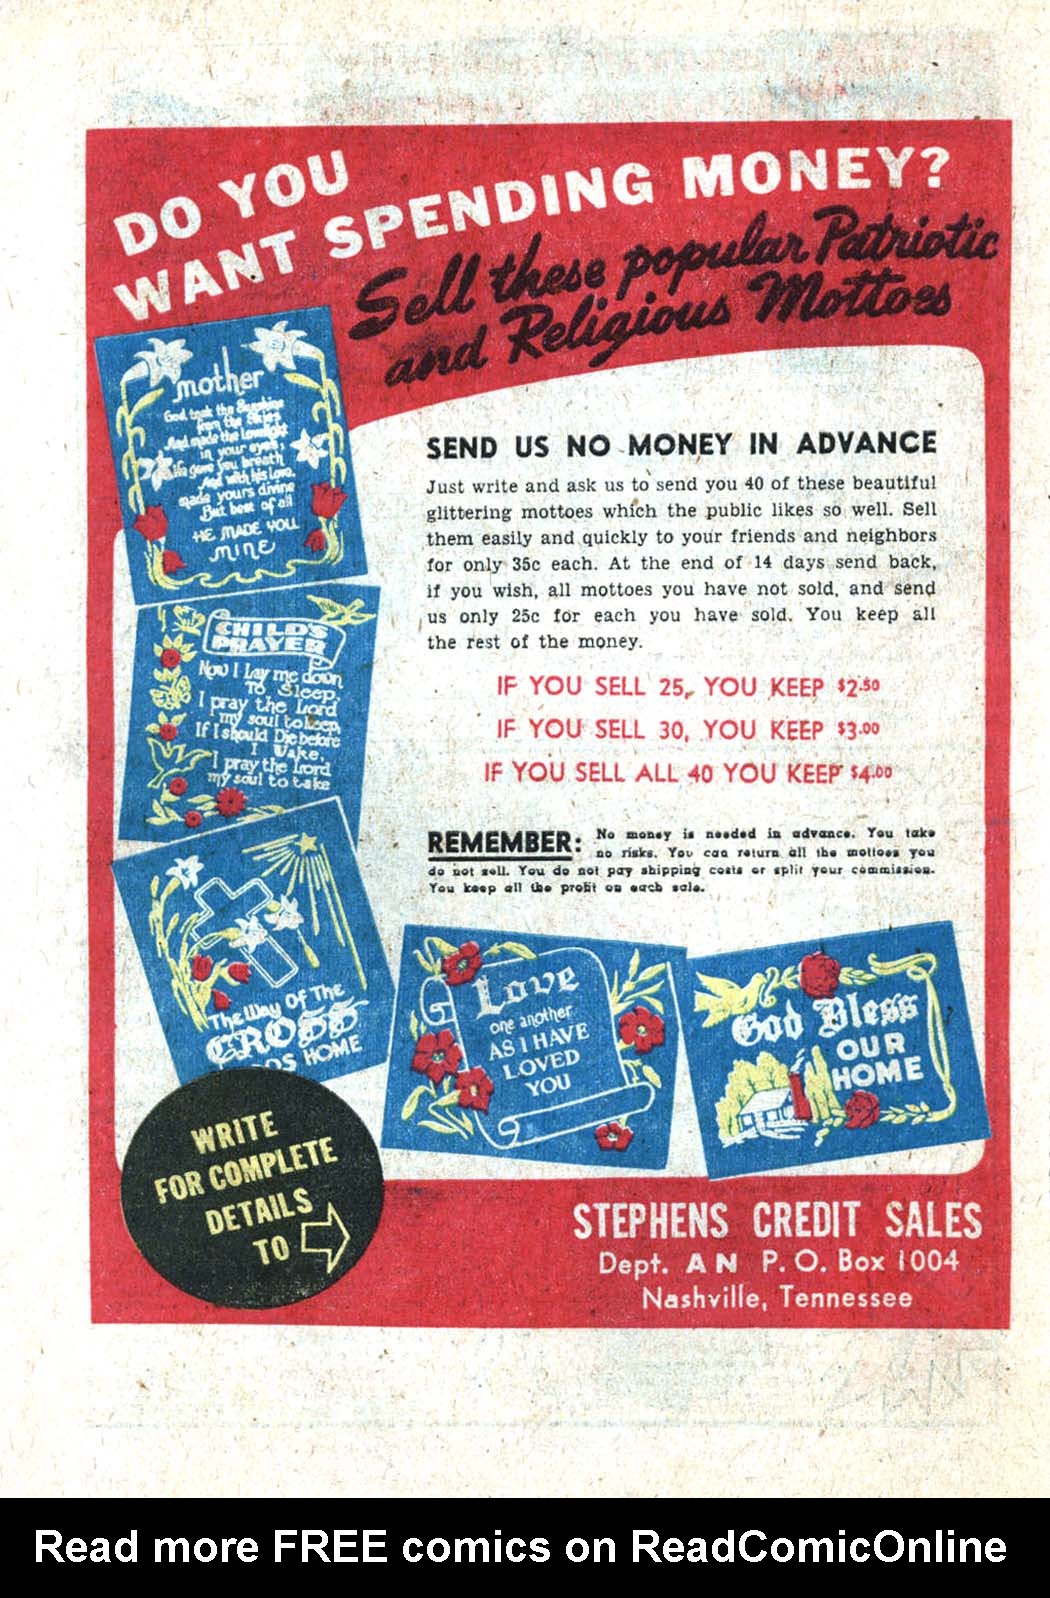 DO YOU
WANT SPENDING MONEY?
Sell these popular Patriotic
and Religious Mottoes
mother
God took the Sunshine
from the Skies
And made the Lovelight
in your eyes;
He gave you breath
And with his Love,
made yours divine
But best of all
HE MADE YOU
MINE
SEND US NO MONEY IN ADVANCE
Just write and ask us to send you 40 of these beautiful
glittering mottoes which the public likes so well. Sell
them easily and quickly to your friends and neighbors
for only 35c each. At the end of 14 days send back,
if you wish, all mottoes you have not sold, and send
us only 25c for each you have sold. You keep all
the rest of the money.
CHILD'S
PRAYER
Now I Lay me down
To Sleep,
I pray the Lord
my soul to keep,
If I should Die before
I Wake,
I pray the Lord
my soul to take
IF YOU SELL 25, YOU KEEP $2.50
IF YOU SELL 30, YOU KEEP $3.00
IF YOU SELL ALL 40 YOU KEEP $4.00
REMEMBER: No money is needed in advance. You take
no risks. You can return all the mottoes you
do not sell. You do not pay shipping costs or split your commission.
You keep all the profit on each sale.
The Way Of The
CROSS
DS HOME
Love
one another
AS I HAVE
LOVED
YOU
God Bless
OUR
HOME
WRITE
FOR COMPLETE
DETAILS
TO
STEPHENS CREDIT SALES
Dept. AN P. O. Box 1004
Nashville, Tennessee
Read more FREE comics on ReadComicOnline